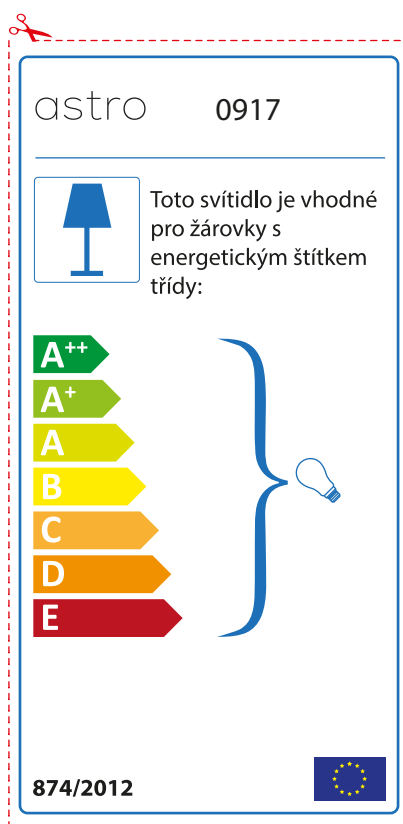 astro 0917
Toto svítidlo je vhodné
pro žárovky s
energetickým štítkem
třídy:
A++
A+
A
B
C
D
E
874/2012